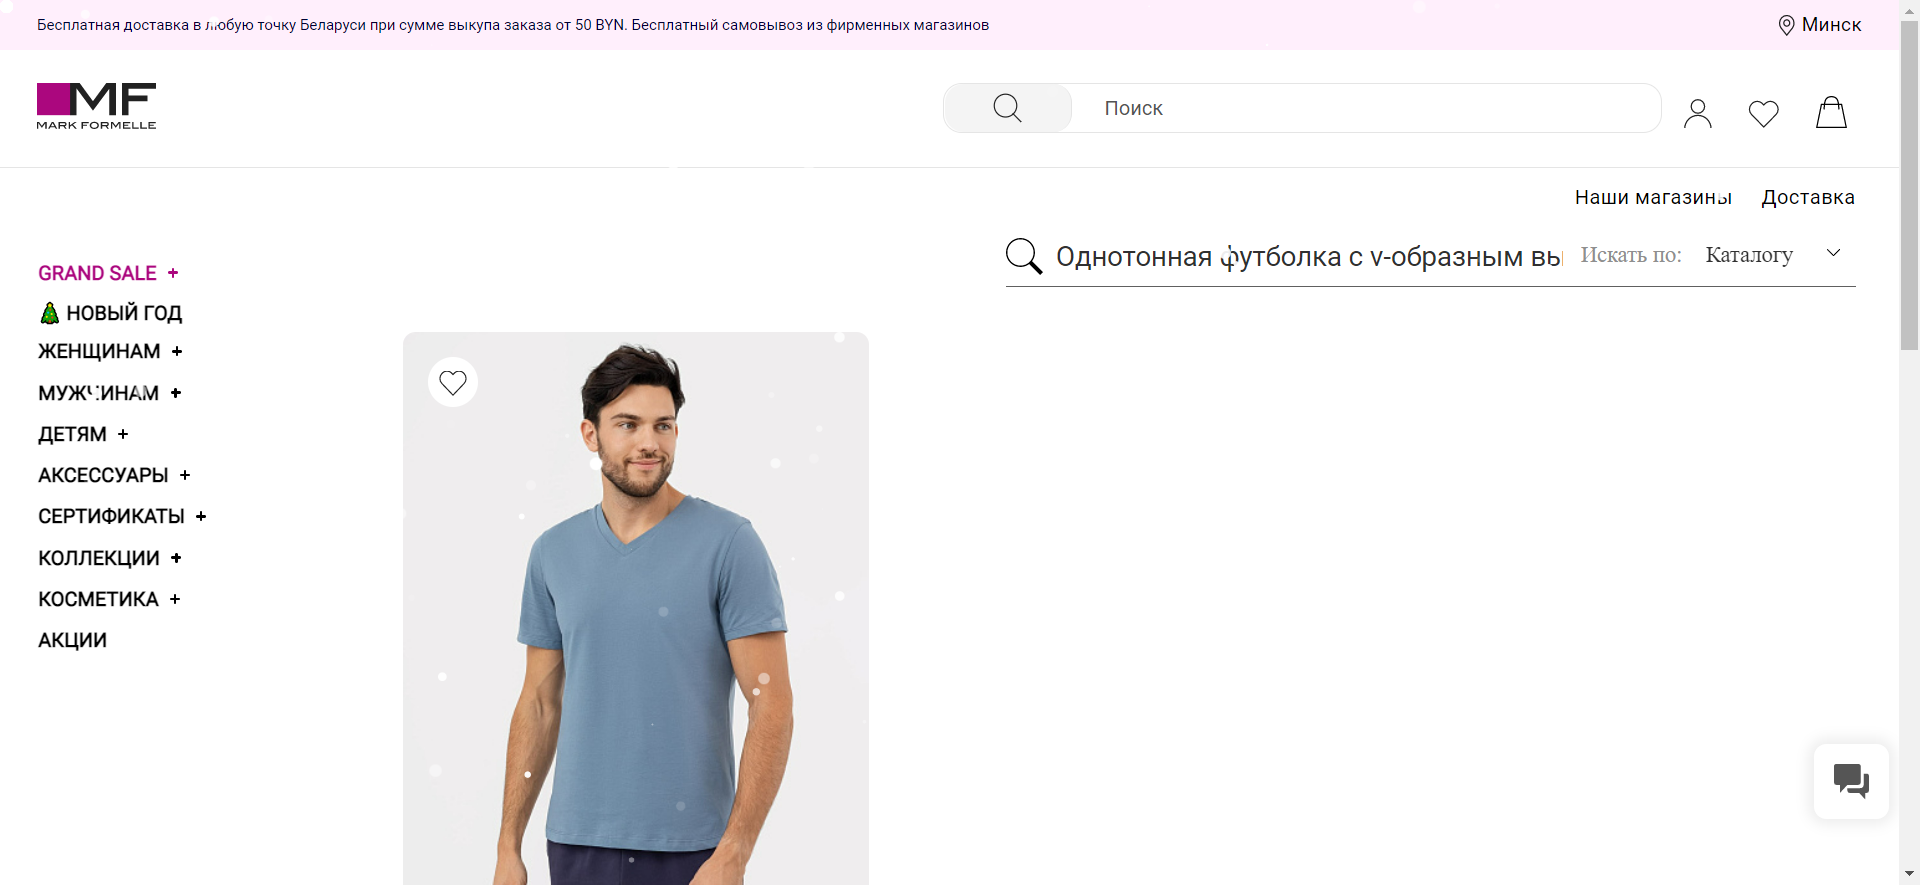 Бесплатная доставка в любую точку Беларуси при сумме выкупа заказа от 50 BYN. Бесплатный самовывоз из фирменных магазинов
Минск
MF
MARK FORMELLE
Поиск
Наши магазины Доставка
Однотонная футболка с v-образным вы
Искать по: Каталогу
GRAND SALE +
НОВЫЙ ГОД
ЖЕНЩИНАМ +
МУЖЧИНАМ +
ДЕТЯМ +
АКСЕССУАРЫ +
СЕРТИФИКАТЫ +
КОЛЛЕКЦИИ +
КОСМЕТИКА +
АКЦИИ